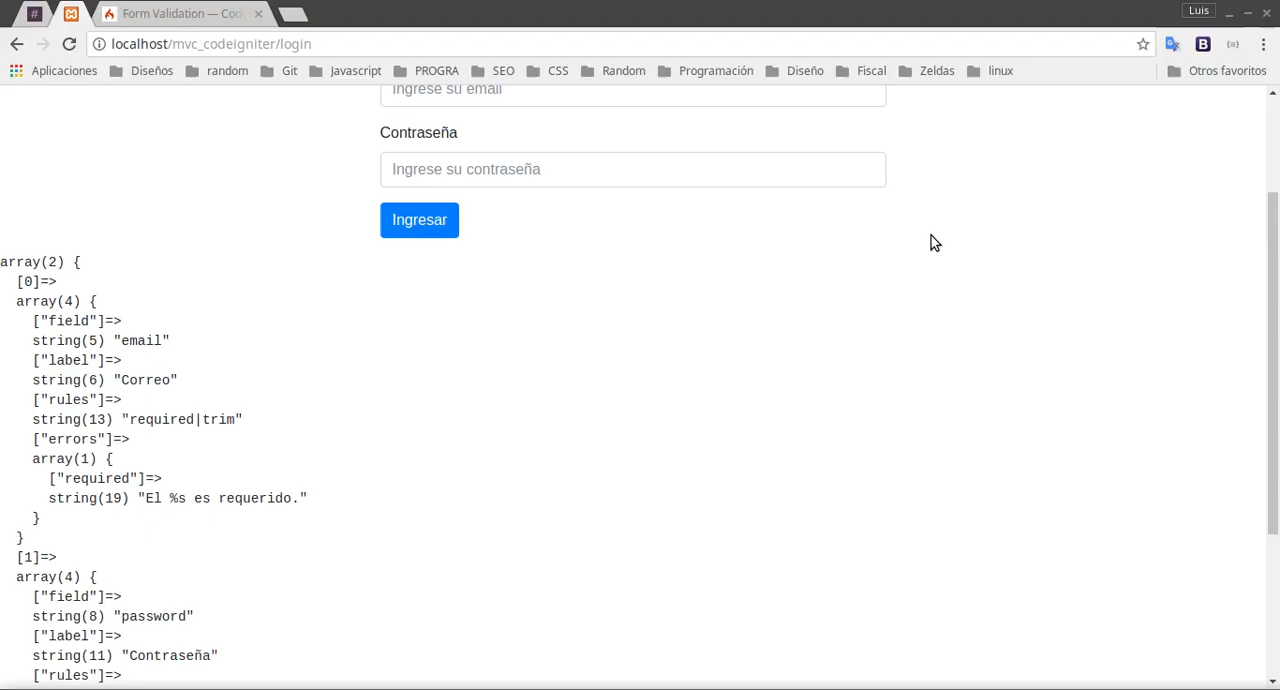 Luis
# Form Validation — Cod
localhost/mvc_codeigniter/login
Aplicaciones Diseños random Git Javascript PROGRA SEO CSS Random Programación Diseño Fiscal Zeldas linux Otros favoritos
Ingrese su email
Contraseña
Ingrese su contraseña
Ingresar
array(2) {
[0]=>
array(4) {
["field"]=>
string(5) "email"
["label"]=>
string(6) "Correo"
["rules"]=>
string(13) "required|trim"
["errors"]=>
array(1) {
["required"]=>
string(19) "El %s es requerido."
}
}
[1]=>
array(4) {
["field"]=>
string(8) "password"
["label"]=>
string(11) "Contraseña"
["rules"]=>